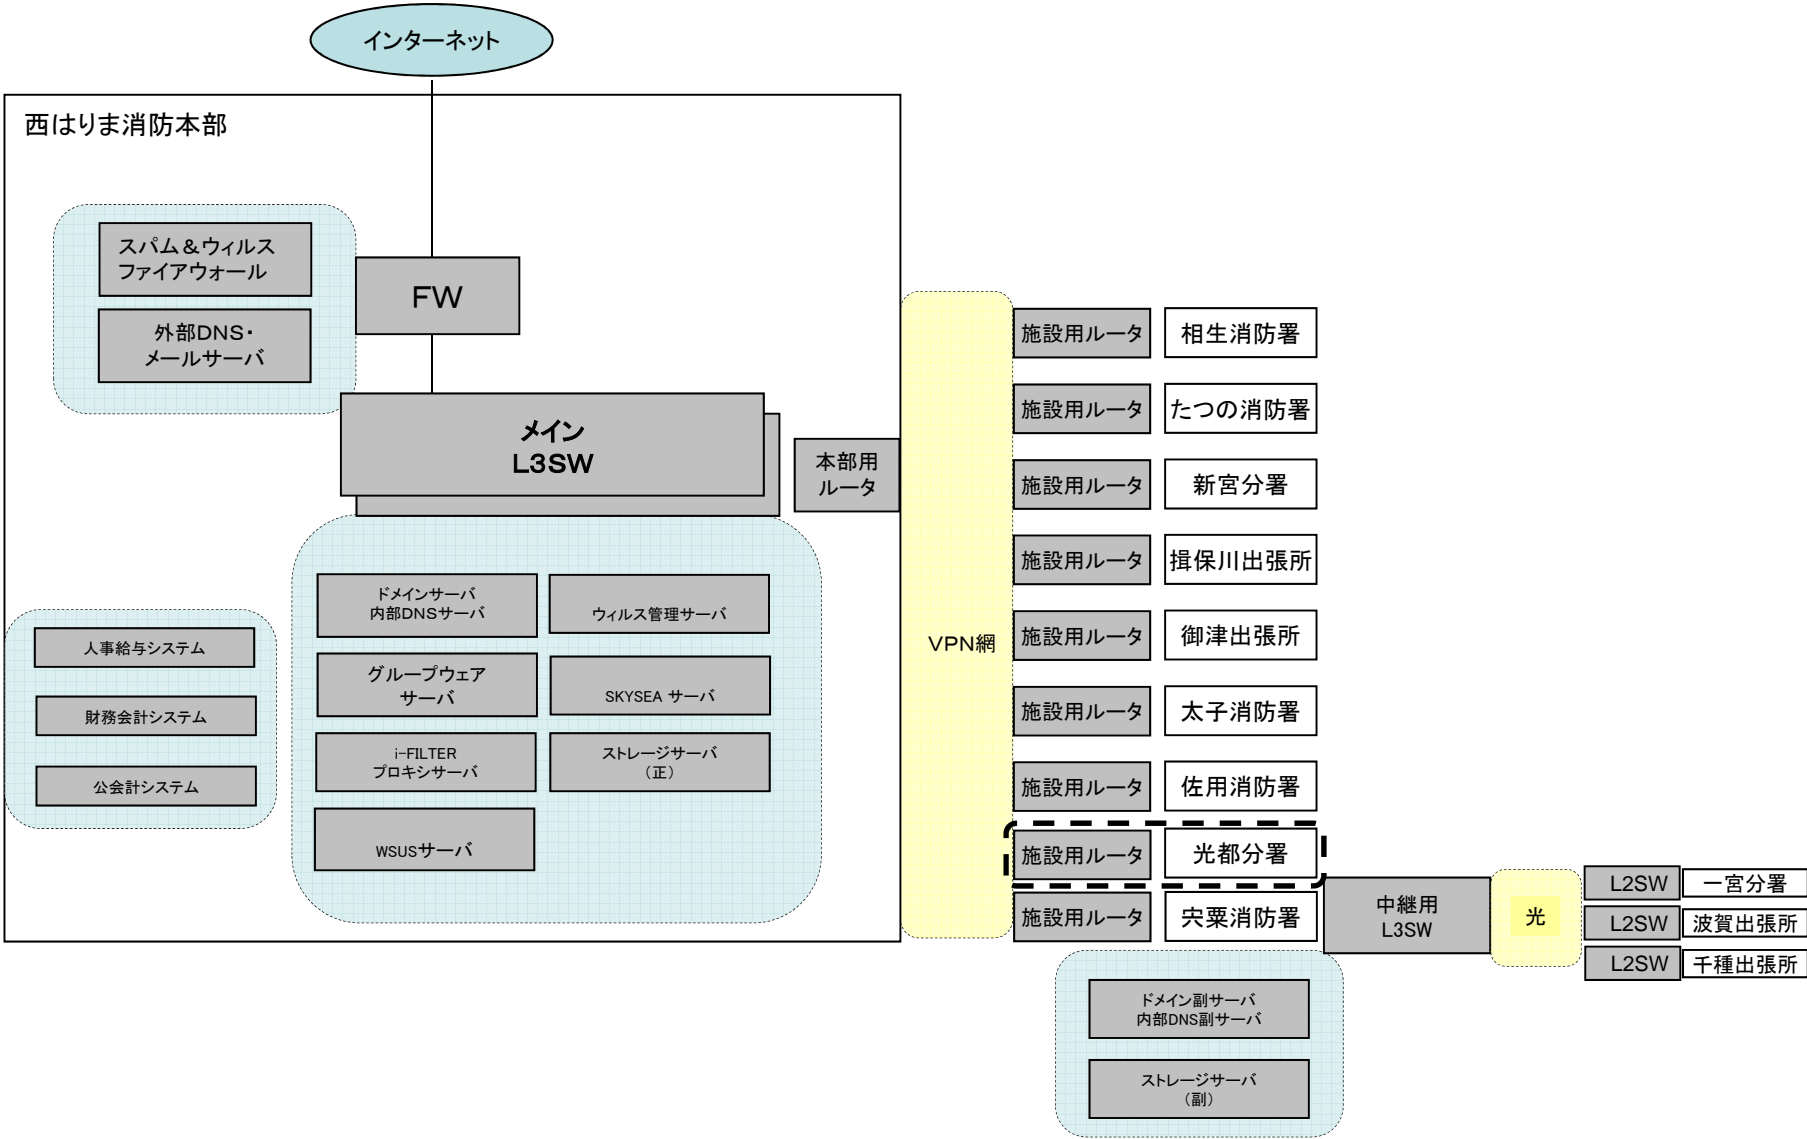 インターネット
西はりま消防本部
スパム＆ウィルス
ファイアウォール
外部DNS・
メールサーバ
FW
メイン
L3SW
本部用
ルータ
ドメインサーバ
内部DNSサーバ
ウィルス管理サーバ
グループウェア
サーバ
SKYSEA サーバ
i-FILTER
プロキシサーバ
ストレージサーバ
（正）
WSUSサーバ
人事給与システム
財務会計システム
公会計システム
VPN網
施設用ルータ 相生消防署
施設用ルータ たつの消防署
施設用ルータ 新宮分署
施設用ルータ 揖保川出張所
施設用ルータ 御津出張所
施設用ルータ 太子消防署
施設用ルータ 佐用消防署
施設用ルータ 光都分署
施設用ルータ 宍粟消防署
中継用
L3SW
光
L2SW 一宮分署
L2SW 波賀出張所
L2SW 千種出張所
ドメイン副サーバ
内部DNS副サーバ
ストレージサーバ
（副）